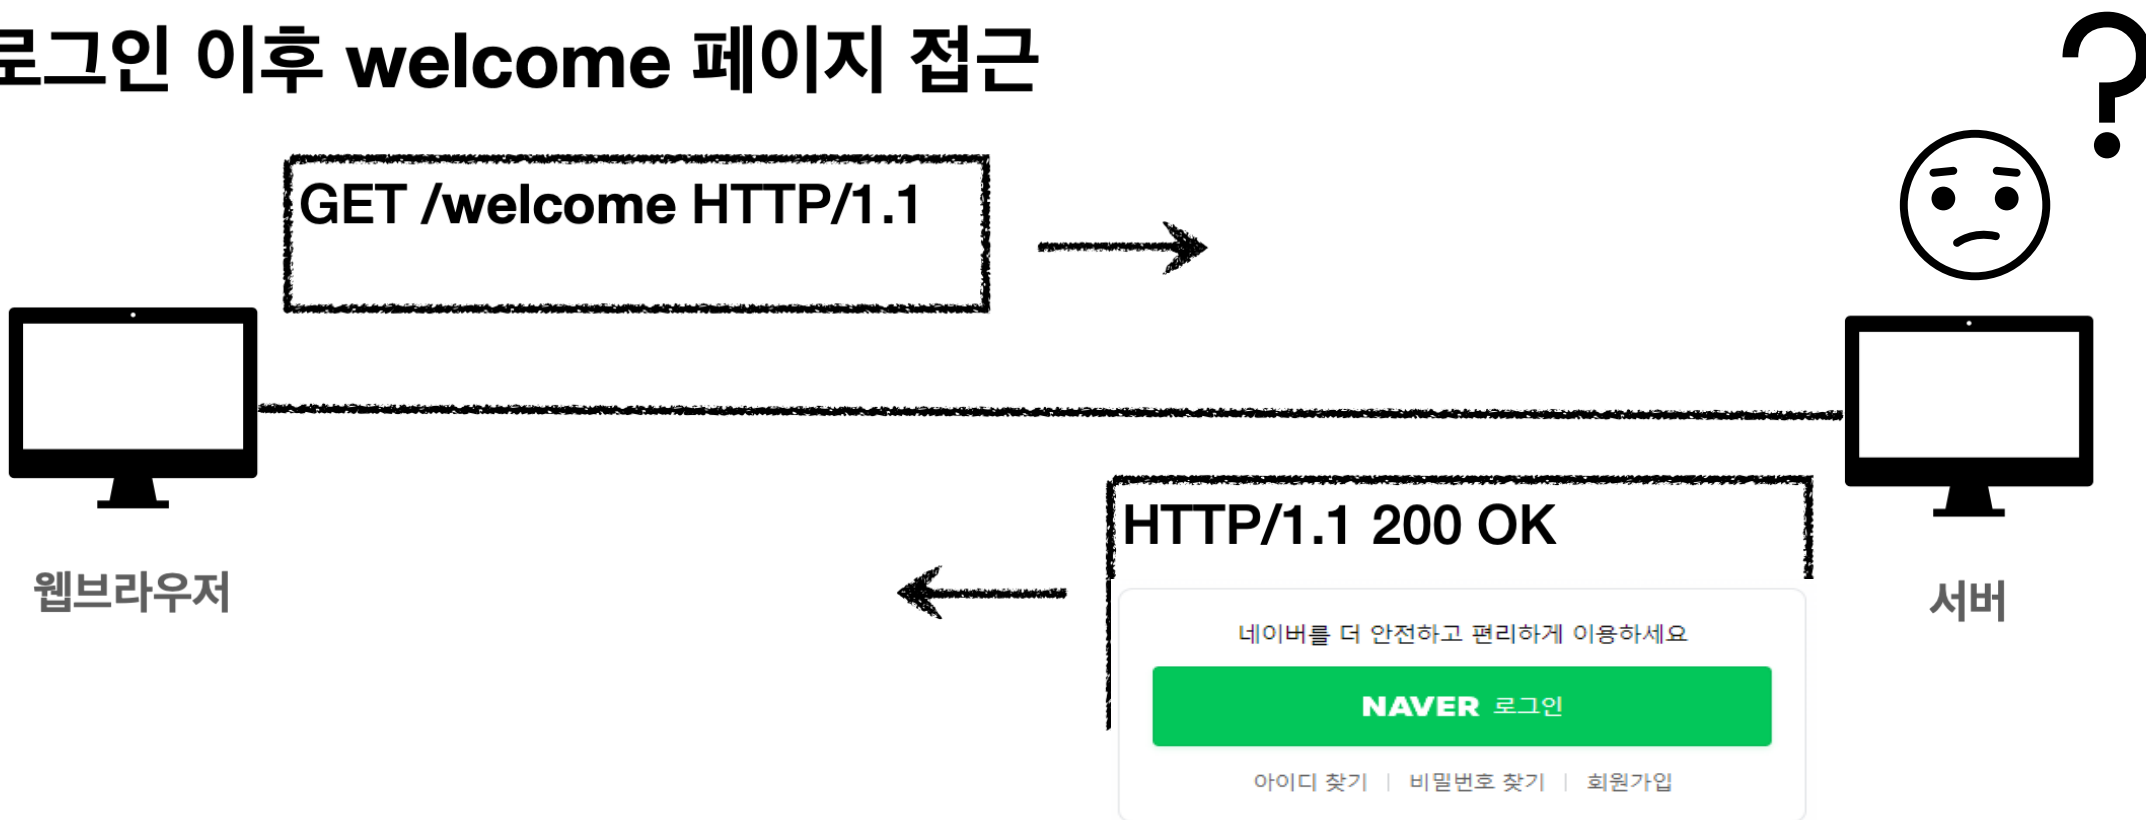 로그인 이후 welcome 페이지 접근
?
GET /welcome HTTP/1.1
웹브라우저
서버
HTTP/1.1 200 OK
네이버를 더 안전하고 편리하게 이용하세요
NAVER 로그인
아이디 찾기 | 비밀번호 찾기 | 회원가입